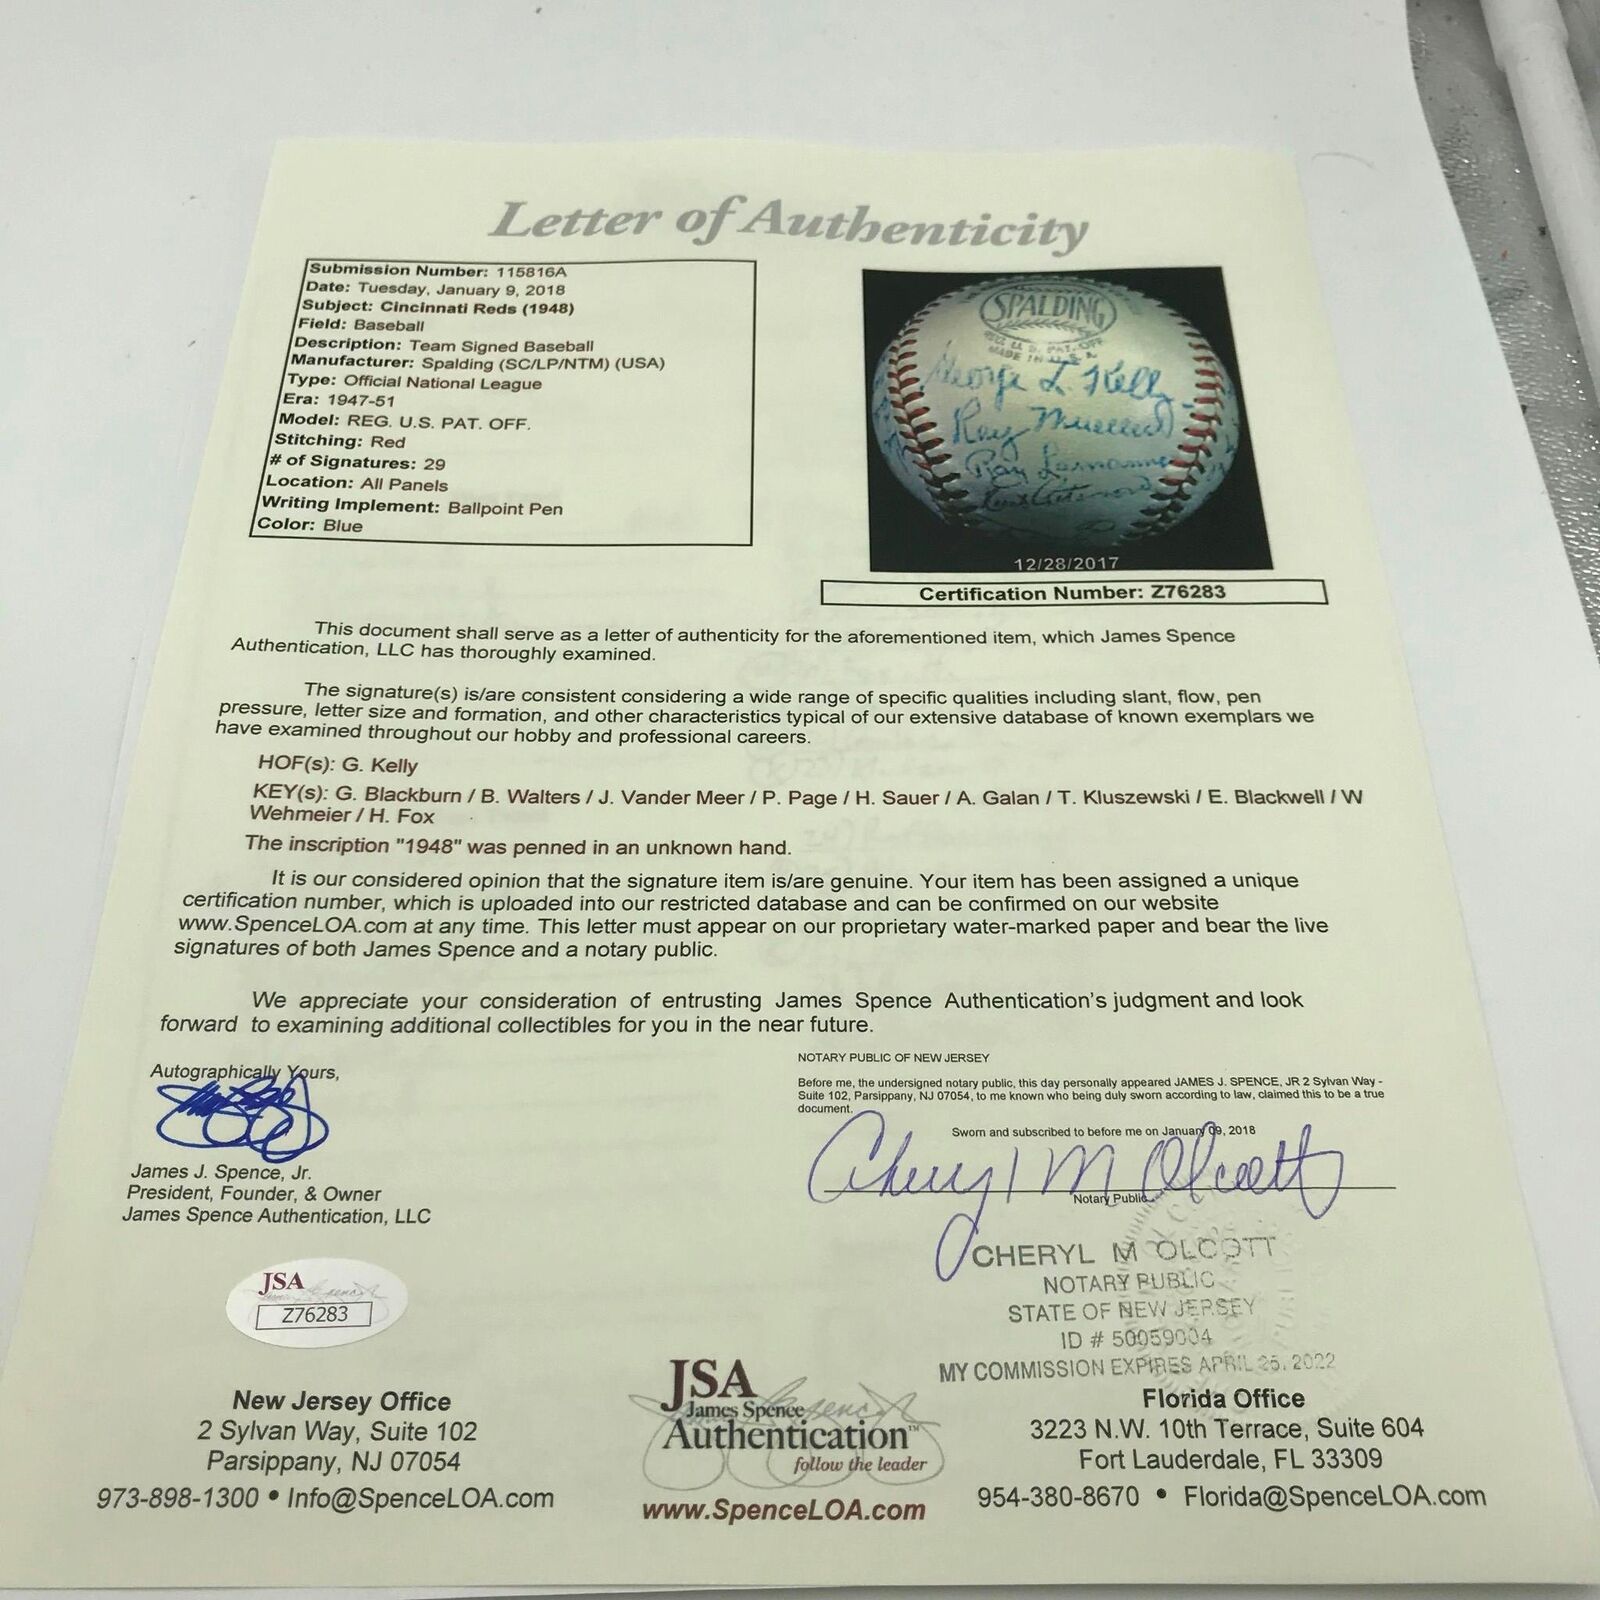 Letter of Authenticity
Submission Number: 115816A
Date: Tuesday, January 9, 2018
Subject: Cincinnati Reds (1948)
Field: Baseball
Description: Team Signed Baseball
Manufacturer: Spalding (SC/LP/NTM) (USA)
Type: Official National League
Era: 1947-51
Model: REG. U.S. PAT. OFF.
Stitching: Red
# of Signatures: 29
Location: All Panels
Writing Implement: Ballpoint Pen
Color: Blue
SPALDING
REG. U.S. PAT. OFF.
MADE IN U.S.A.
George L. Kelly
Ray Mueller
Ray Lamanno
12/28/2017
Certification Number: Z76283
This document shall serve as a letter of authenticity for the aforementioned item, which James Spence
Authentication, LLC has thoroughly examined.
The signature(s) is/are consistent considering a wide range of specific qualities including slant, flow, pen
pressure, letter size and formation, and other characteristics typical of our extensive database of known exemplars we
have examined throughout our hobby and professional careers.
HOF(s): G. Kelly
KEY(s): G. Blackburn / B. Walters / J. Vander Meer / P. Page / H. Sauer / A. Galan / T. Kluszewski / E. Blackwell / W
Wehmeier / H. Fox
The inscription "1948" was penned in an unknown hand.
It is our considered opinion that the signature item is/are genuine. Your item has been assigned a unique
certification number, which is uploaded into our restricted database and can be confirmed on our website
www.SpenceLOA.com at any time. This letter must appear on our proprietary water-marked paper and bear the live
signatures of both James Spence and a notary public.
We appreciate your consideration of entrusting James Spence Authentication's judgment and look
forward to examining additional collectibles for you in the near future.
Autographically Yours,
James J. Spence, Jr.
President, Founder, & Owner
James Spence Authentication, LLC
NOTARY PUBLIC OF NEW JERSEY
Before me, the undersigned notary public, this day personally appeared JAMES J. SPENCE, JR 2 Sylvan Way -
Suite 102, Parsippany, NJ 07054, to me known who being duly sworn according to law, claimed this to be a true
document.
Sworn and subscribed to before me on January 09, 2018
Cheryl M Olcott
Notary Public
CHERYL M OLCOTT
NOTARY PUBLIC
STATE OF NEW JERSEY
ID # 50059004
MY COMMISSION EXPIRES APRIL 25, 2022
JSA
Z76283
New Jersey Office
2 Sylvan Way, Suite 102
Parsippany, NJ 07054
973-898-1300 • Info@SpenceLOA.com
JSA
James Spence
Authentication™
follow the leader
www.SpenceLOA.com
Florida Office
3223 N.W. 10th Terrace, Suite 604
Fort Lauderdale, FL 33309
954-380-8670 • Florida@SpenceLOA.com